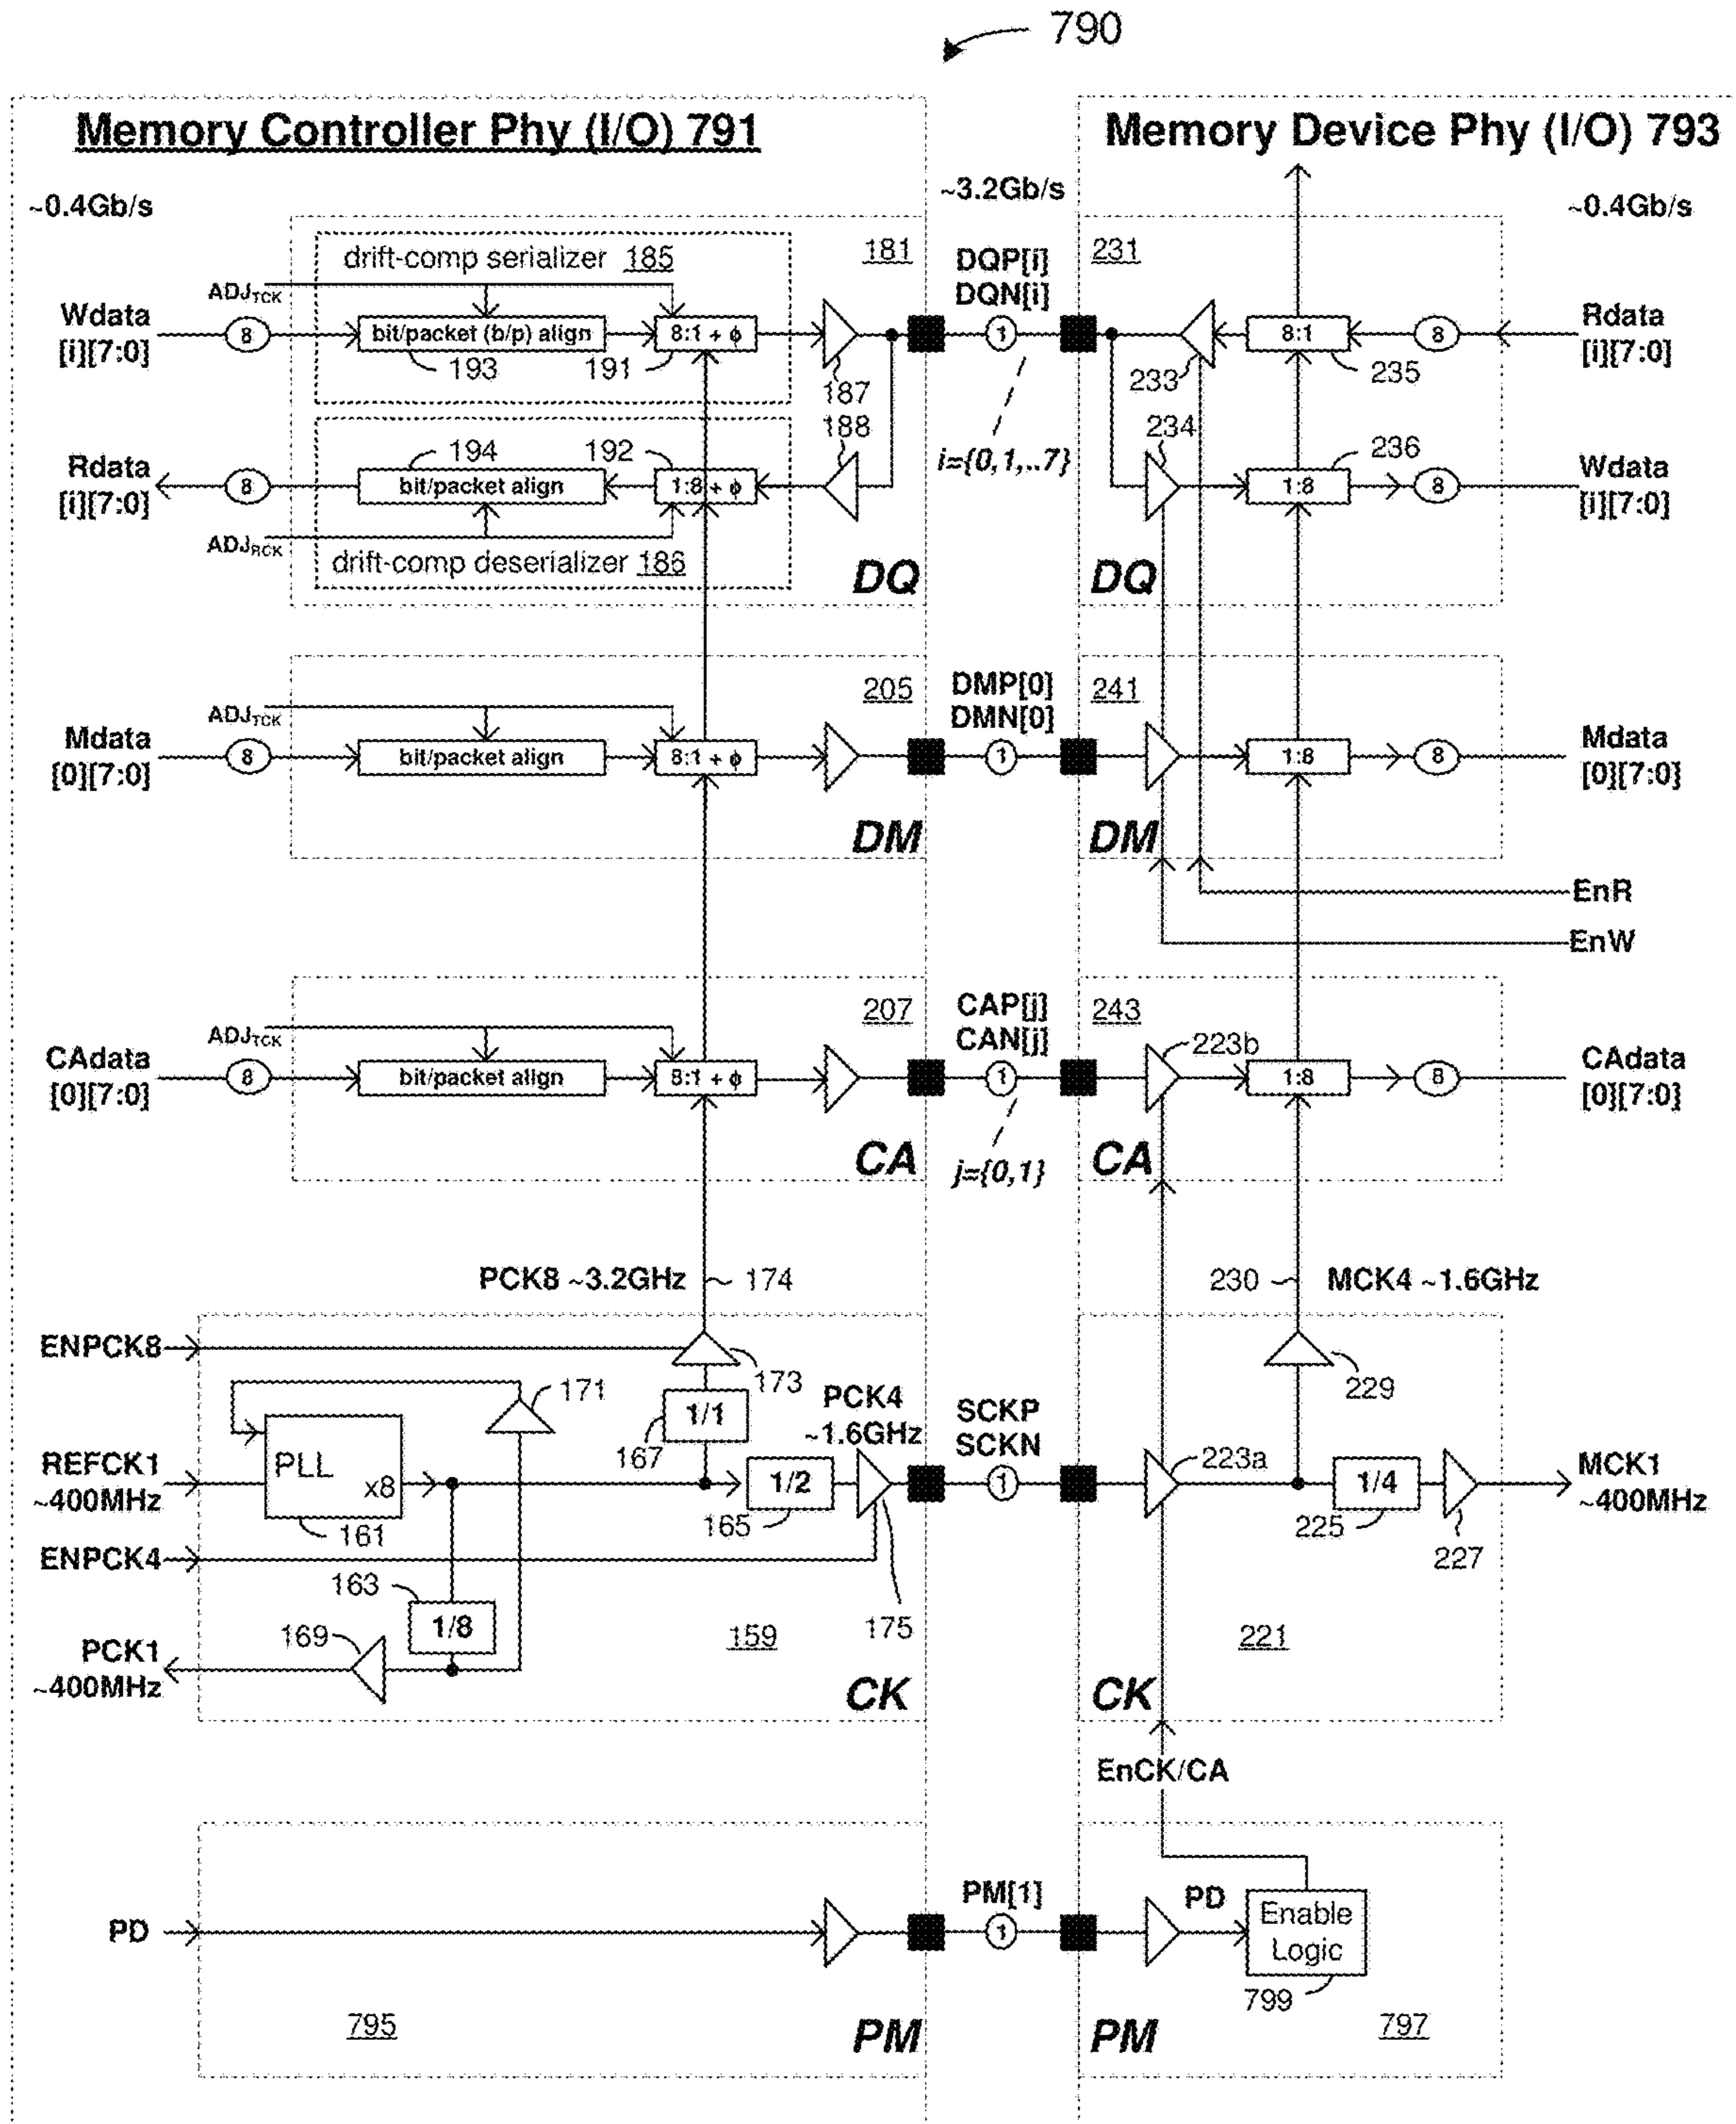 790
Memory Controller Phy (I/O) 791
Memory Device Phy (I/O) 793
~0.4Gb/s
~3.2Gb/s
~0.4Gb/s
drift-comp serializer 185
181
DQP[i]
DQN[i]
231
ADJTCK
Wdata
[i][7:0]
8
bit/packet (b/p) align
8:1 + ϕ
1
8:1
8
Rdata
[i][7:0]
193
191
187
233
235
188
234
i={0,1,..7}
194
192
236
Rdata
[i][7:0]
8
bit/packet align
1:8 + ϕ
1:8
8
Wdata
[i][7:0]
ADJRCK
drift-comp deserializer 186
DQ
DQ
205
DMP[0]
DMN[0]
241
ADJTCK
Mdata
[0][7:0]
8
bit/packet align
8:1 + ϕ
1
1:8
8
Mdata
[0][7:0]
DM
DM
EnR
EnW
207
CAP[j]
CAN[j]
243
ADJTCK
223b
CAdata
[0][7:0]
8
bit/packet align
8:1 + ϕ
1
1:8
8
CAdata
[0][7:0]
CA
j={0,1}
CA
PCK8 ~3.2GHz
174
230
MCK4 ~1.6GHz
ENPCK8
171
173
229
1/1
167
PCK4
~1.6GHz
SCKP
SCKN
REFCK1
~400MHz
PLL
x8
161
1/2
165
1
223a
1/4
225
227
MCK1
~400MHz
ENPCK4
163
1/8
175
169
PCK1
~400MHz
159
221
CK
CK
EnCK/CA
PD
PM[1]
1
PD
Enable
Logic
799
795
PM
PM
797